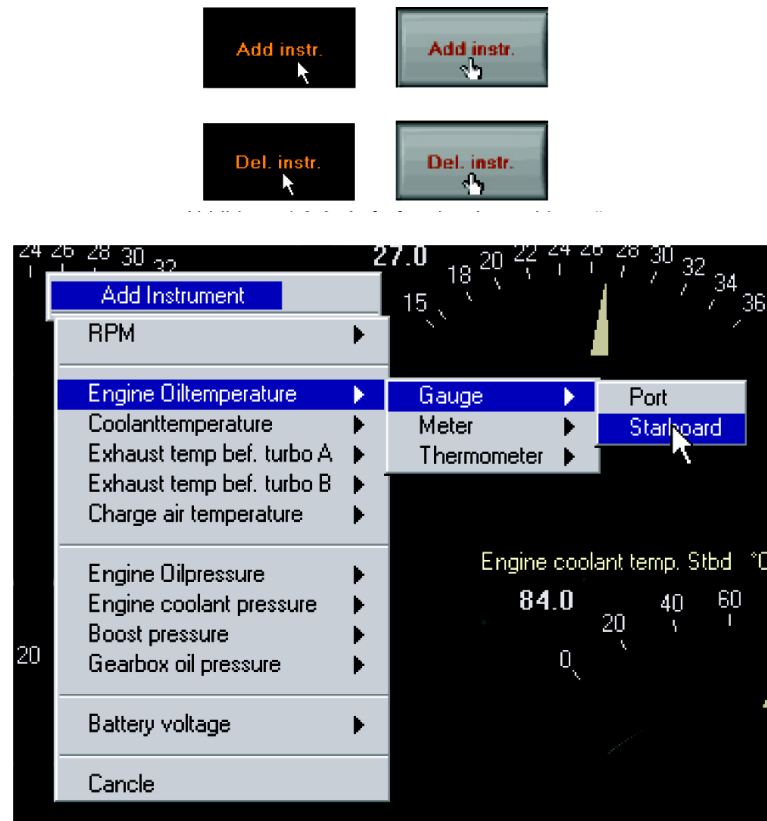 Add instr.
Add instr.
Del. instr.
Del. instr.
24 26 28 30 32
27.0
15 18 20 22 24 26 28 30 32 34 36
Add Instrument
RPM
Engine Oiltemperature
Gauge
Port
Coolanttemperature
Meter
Starboard
Exhaust temp bef. turbo A
Thermometer
Exhaust temp bef. turbo B
Charge air temperature
Engine coolant temp. Stbd °C
Engine Oilpressure
Engine coolant pressure
84.0
0 20 40 60
Boost pressure
20
Gearbox oil pressure
Battery voltage
Cancle